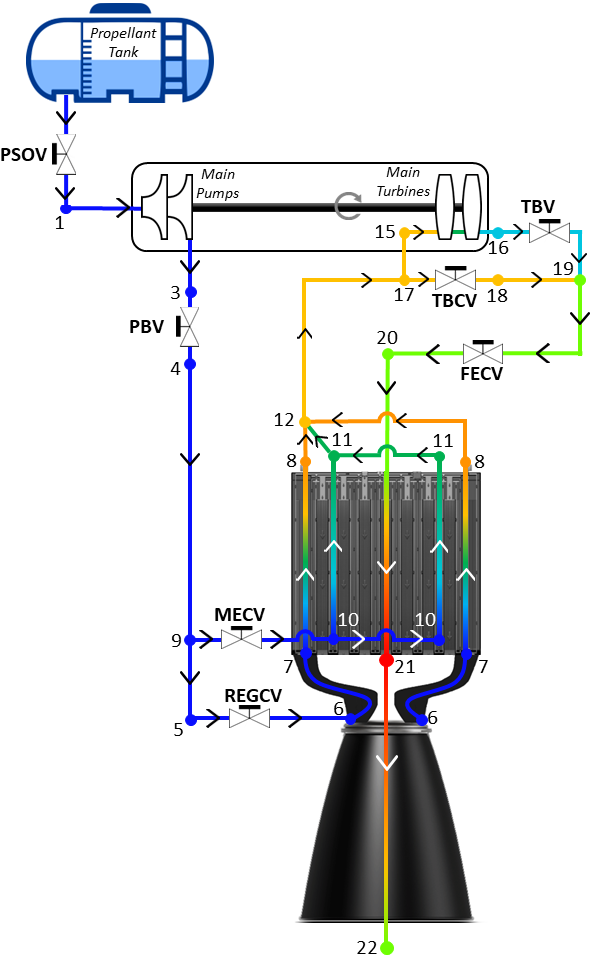 Propellant
Tank
PSOV
Main
Pumps
Main
Turbines
TBV
1
15
16
19
3
17
TBCV
18
PBV
4
20
FECV
12
11
11
8
8
MECV
10
10
9
7
21
7
REGCV
6
6
5
22